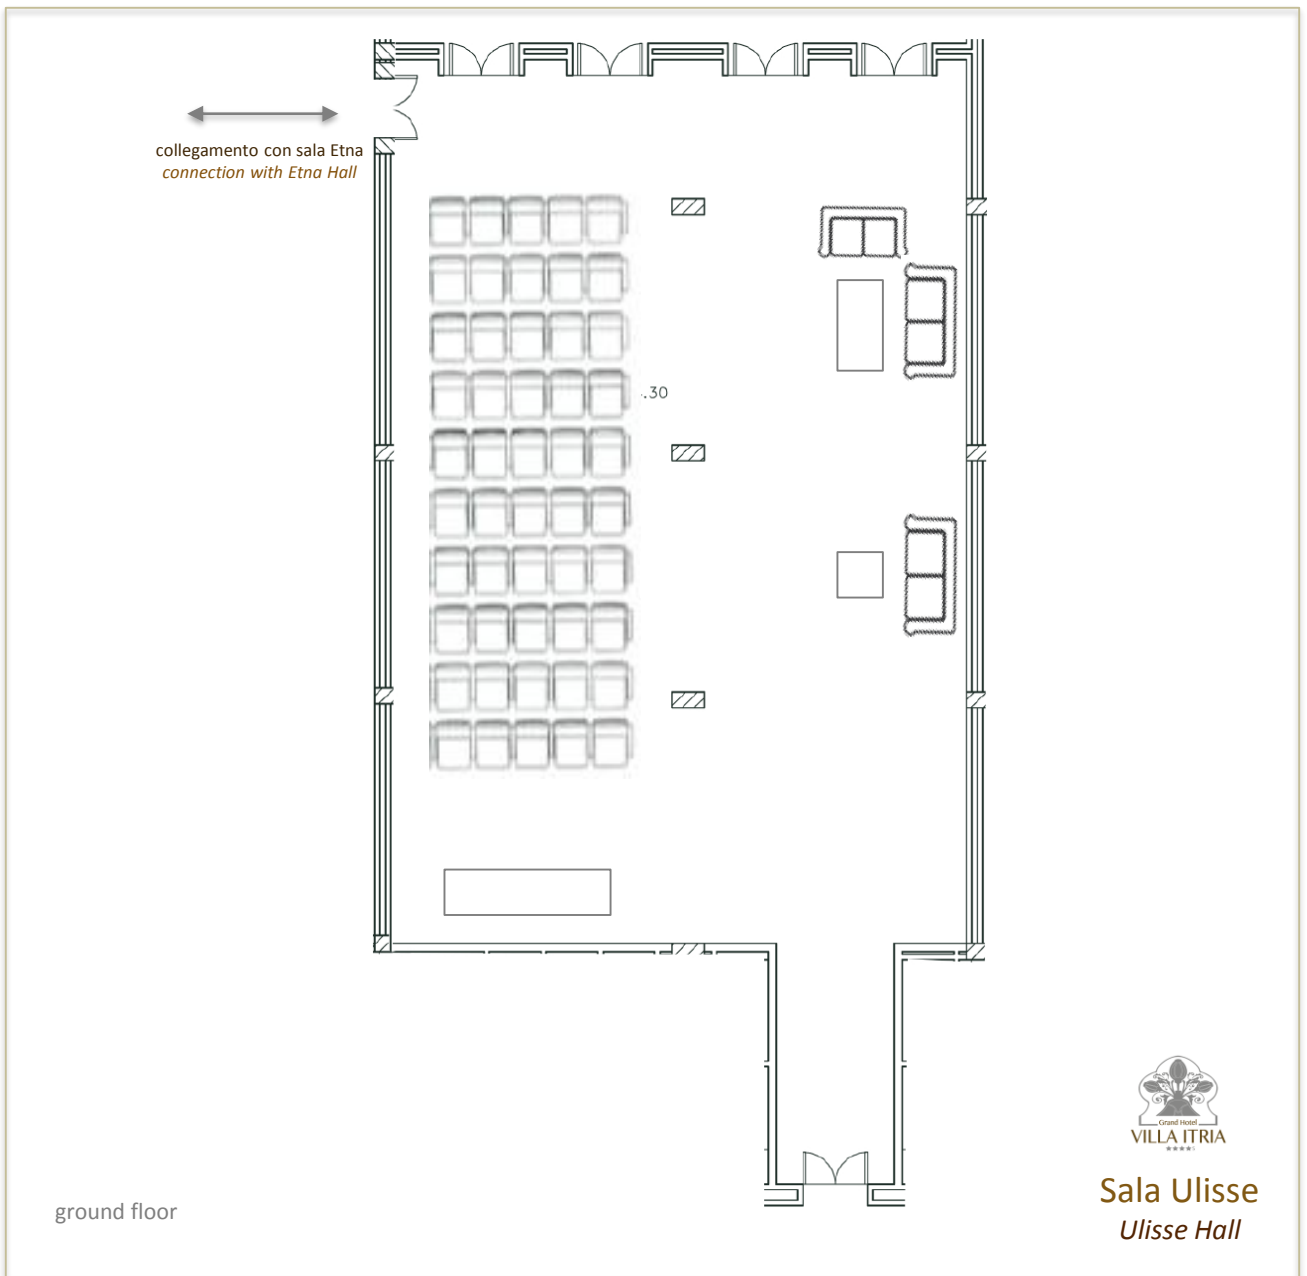 collegamento con sala Etna
connection with Etna Hall
.30
Grand Hotel
VILLA ITRIA
Sala Ulisse
Ulisse Hall
ground floor